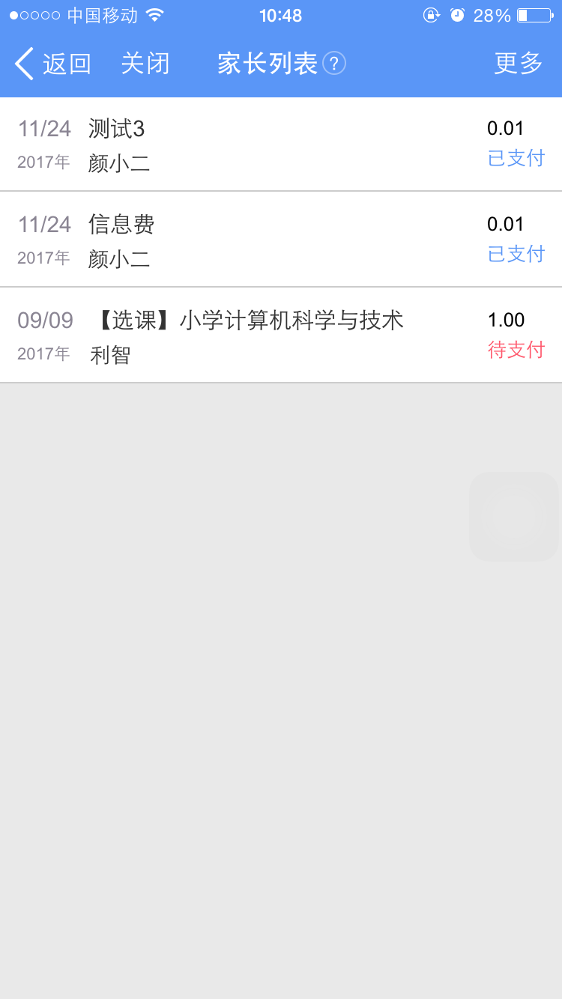 中国移动 10:48 28%
返回 关闭 家长列表? 更多
11/24 测试3 0.01
2017年 颜小二 已支付
11/24 信息费 0.01
2017年 颜小二 已支付
09/09 【选课】小学计算机科学与技术 1.00
2017年 利智 待支付